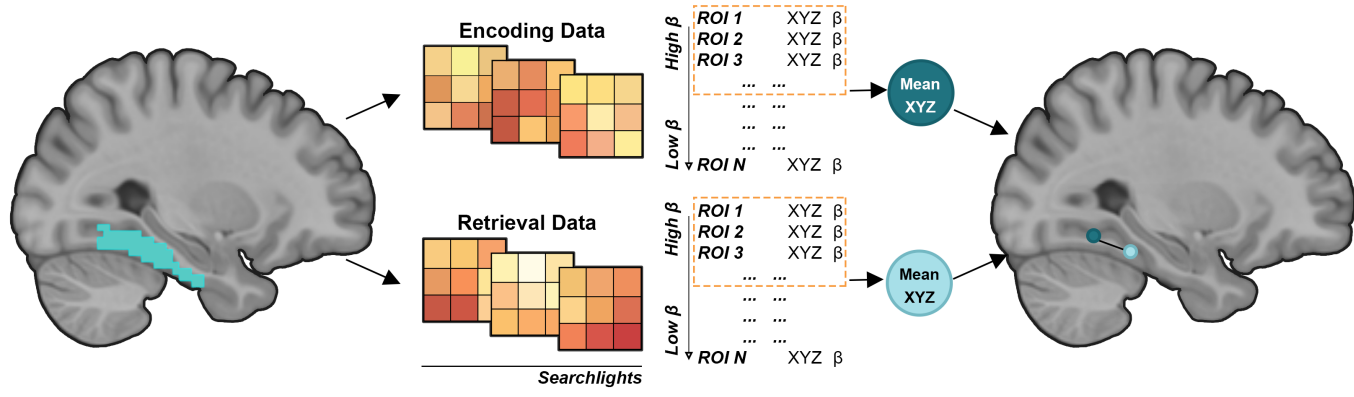 Encoding Data
High β
Low β
ROI 1 XYZ β
ROI 2 XYZ β
ROI 3 XYZ β
... ...
... ...
... ...
... ...
ROI N XYZ β
Mean
XYZ
Retrieval Data
Searchlights
High β
Low β
ROI 1 XYZ β
ROI 2 XYZ β
ROI 3 XYZ β
... ...
... ...
... ...
... ...
ROI N XYZ β
Mean
XYZ